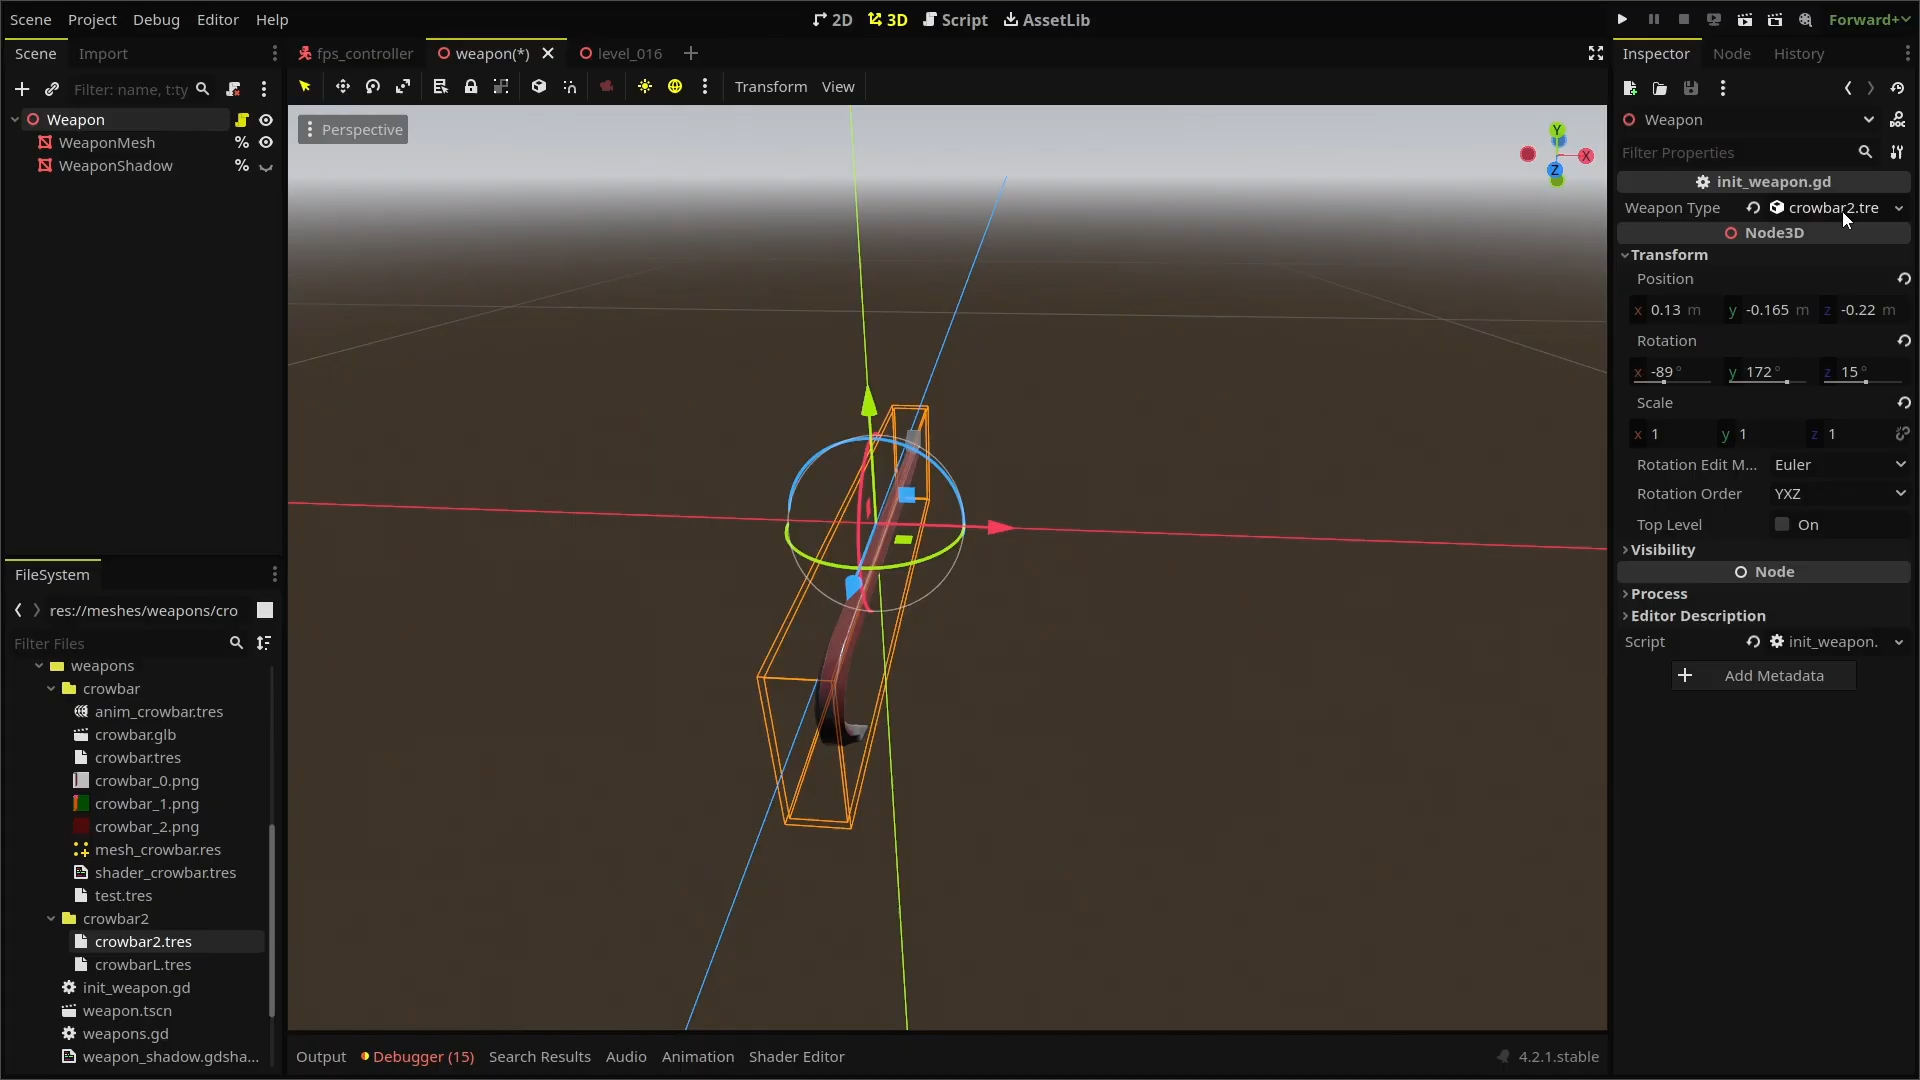 Scene Project Debug Editor Help
2D 3D Script AssetLib
Forward+
Scene Import
Filter: name, t:ty
Weapon
WeaponMesh
WeaponShadow
FileSystem
res://meshes/weapons/cro
Filter Files
weapons
crowbar
anim_crowbar.tres
crowbar.glb
crowbar.tres
crowbar_0.png
crowbar_1.png
crowbar_2.png
mesh_crowbar.res
shader_crowbar.tres
test.tres
crowbar2
crowbar2.tres
crowbarL.tres
init_weapon.gd
weapon.tscn
weapons.gd
weapon_shadow.gdsha...
fps_controller weapon(*) level_016
Transform View
Perspective
Y
X
Z
Output Debugger (15) Search Results Audio Animation Shader Editor 4.2.1.stable
Inspector Node History
Weapon
Filter Properties
init_weapon.gd
Weapon Type crowbar2.tre
Node3D
Transform
Position
x 0.13 m y -0.165 m z -0.22 m
Rotation
x -89 ° y 172 ° z 15 °
Scale
x 1 y 1 z 1
Rotation Edit M... Euler
Rotation Order YXZ
Top Level On
Visibility
Node
Process
Editor Description
Script init_weapon.
Add Metadata